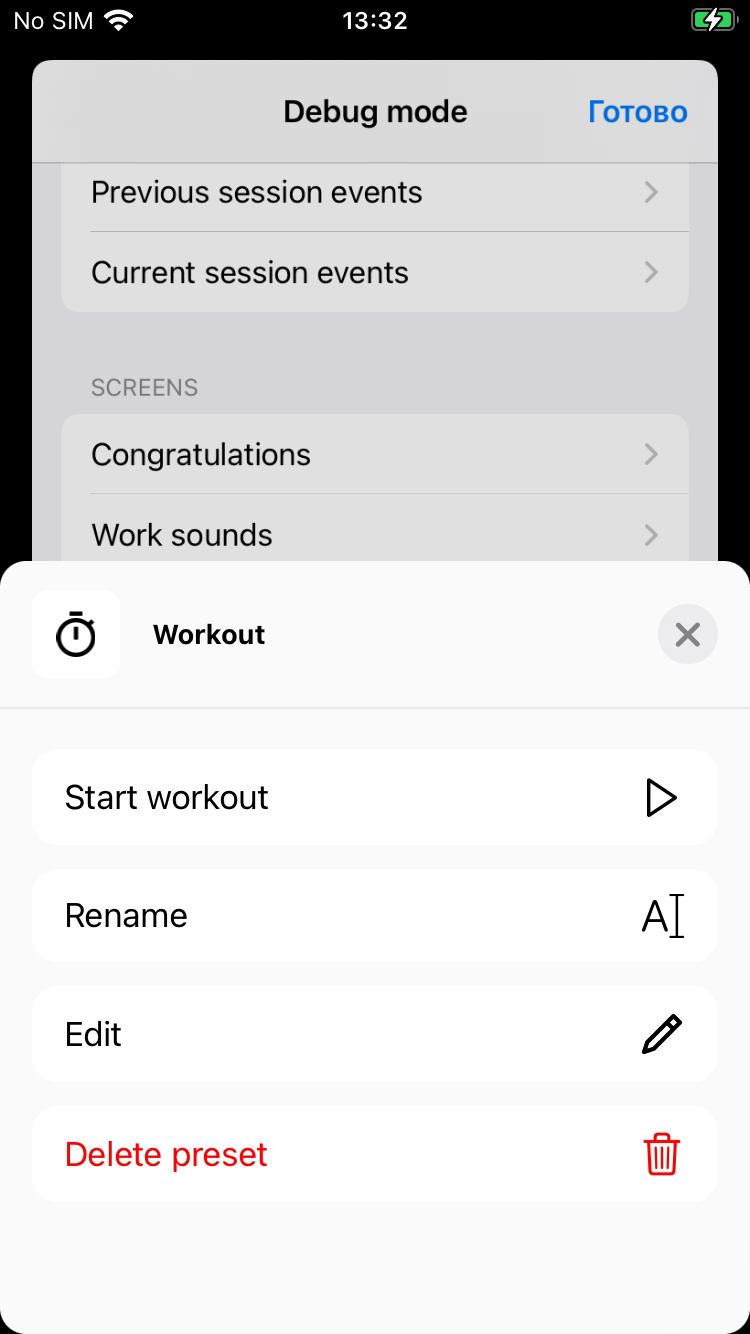 No SIM 13:32
Debug mode Готово
Previous session events
Current session events
SCREENS
Congratulations
Work sounds
Workout
Start workout
Rename A
Edit
Delete preset